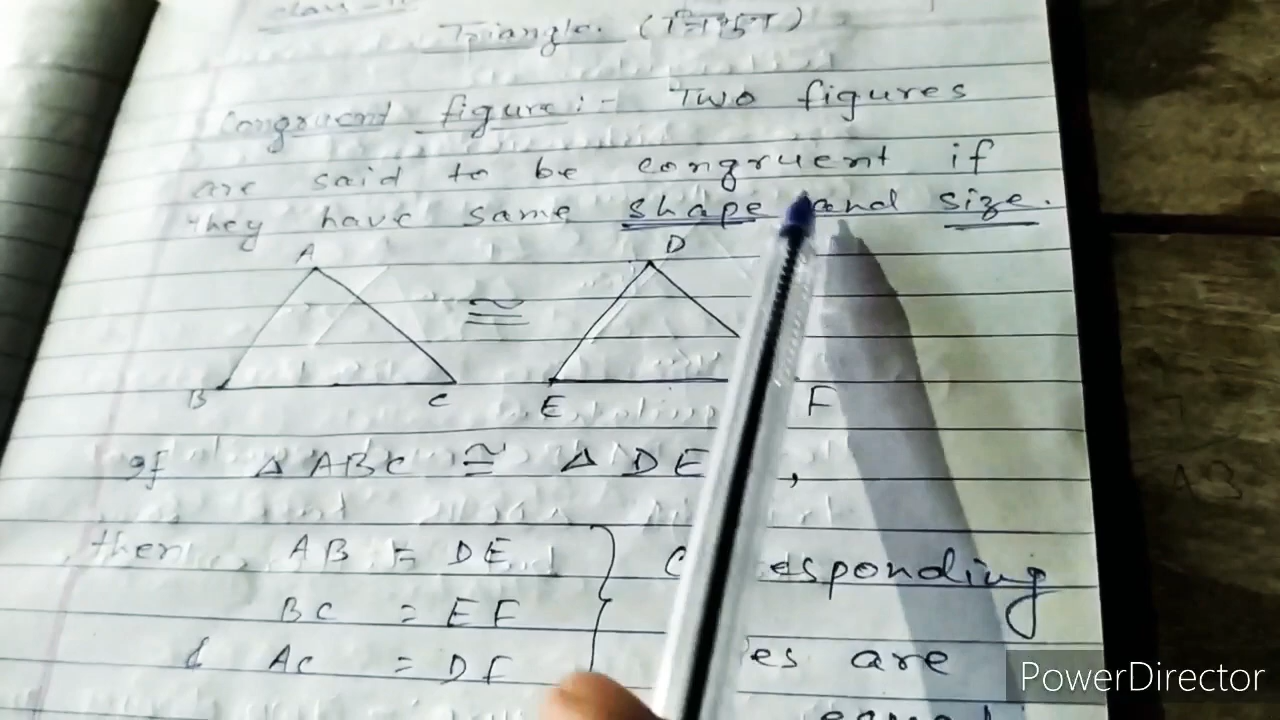 Triangle. (त्रिभुज)
Congruent figure :- Two figures
are said to be congruent if
they have same shape and size.
A
D
≅
B
C
E
F
If Δ ABC ≅ Δ DE ,
then, AB = DE
BC = EF
& AC = DF
esponding
es are
equal
PowerDirector